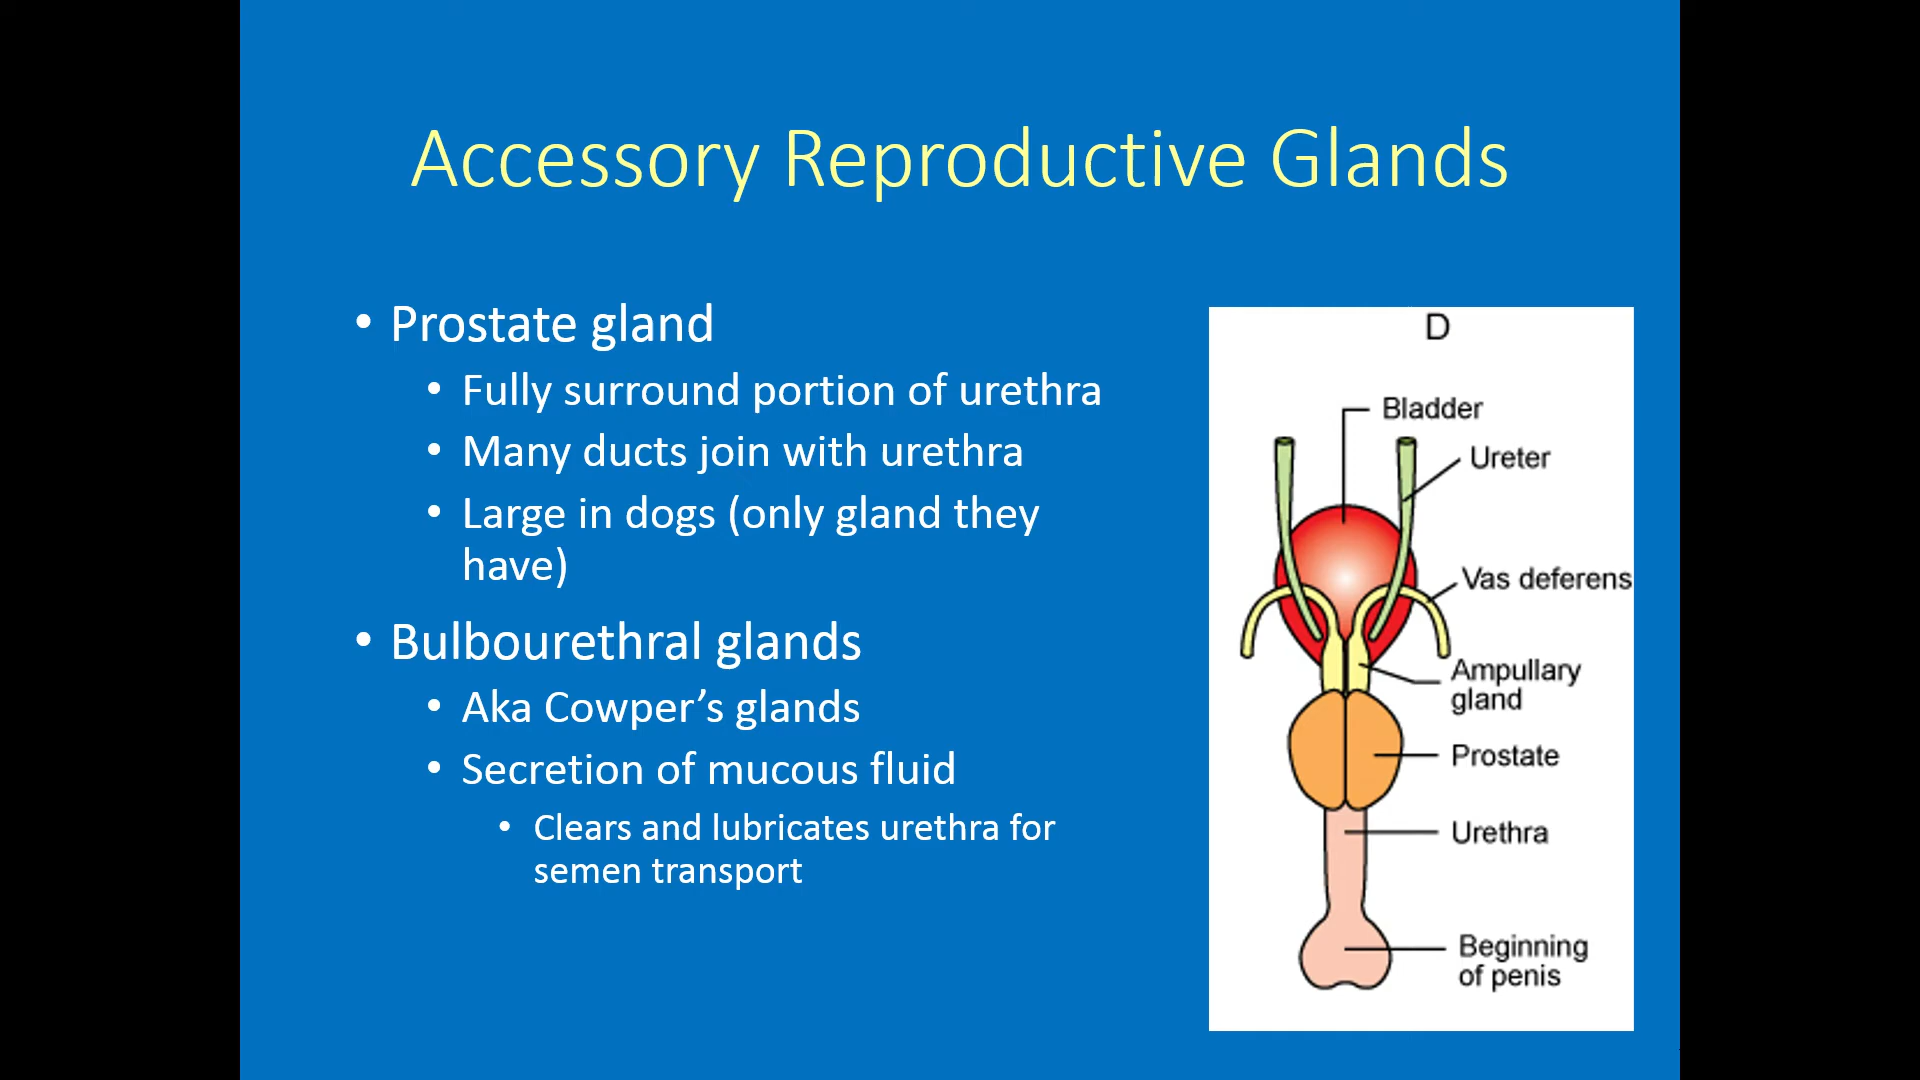 Accessory Reproductive Glands
• Prostate gland
• Fully surround portion of urethra
• Many ducts join with urethra
• Large in dogs (only gland they
have)
• Bulbourethral glands
• Aka Cowper’s glands
• Secretion of mucous fluid
• Clears and lubricates urethra for
semen transport
D
Bladder
Ureter
Vas deferens
Ampullary
gland
Prostate
Urethra
Beginning
of penis